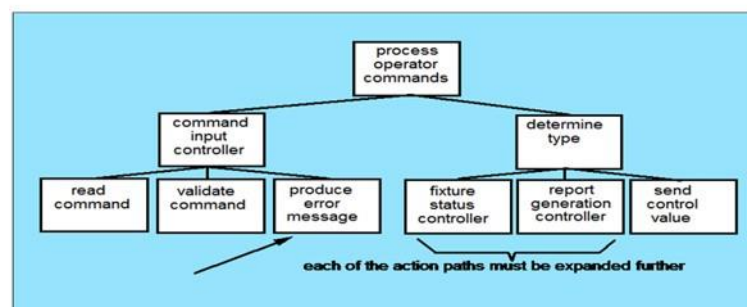 process
operator
commands
command
input
controller
determine
type
read
command
validate
command
produce
error
message
fixture
status
controller
report
generation
controller
send
control
value
each of the action paths must be expanded further